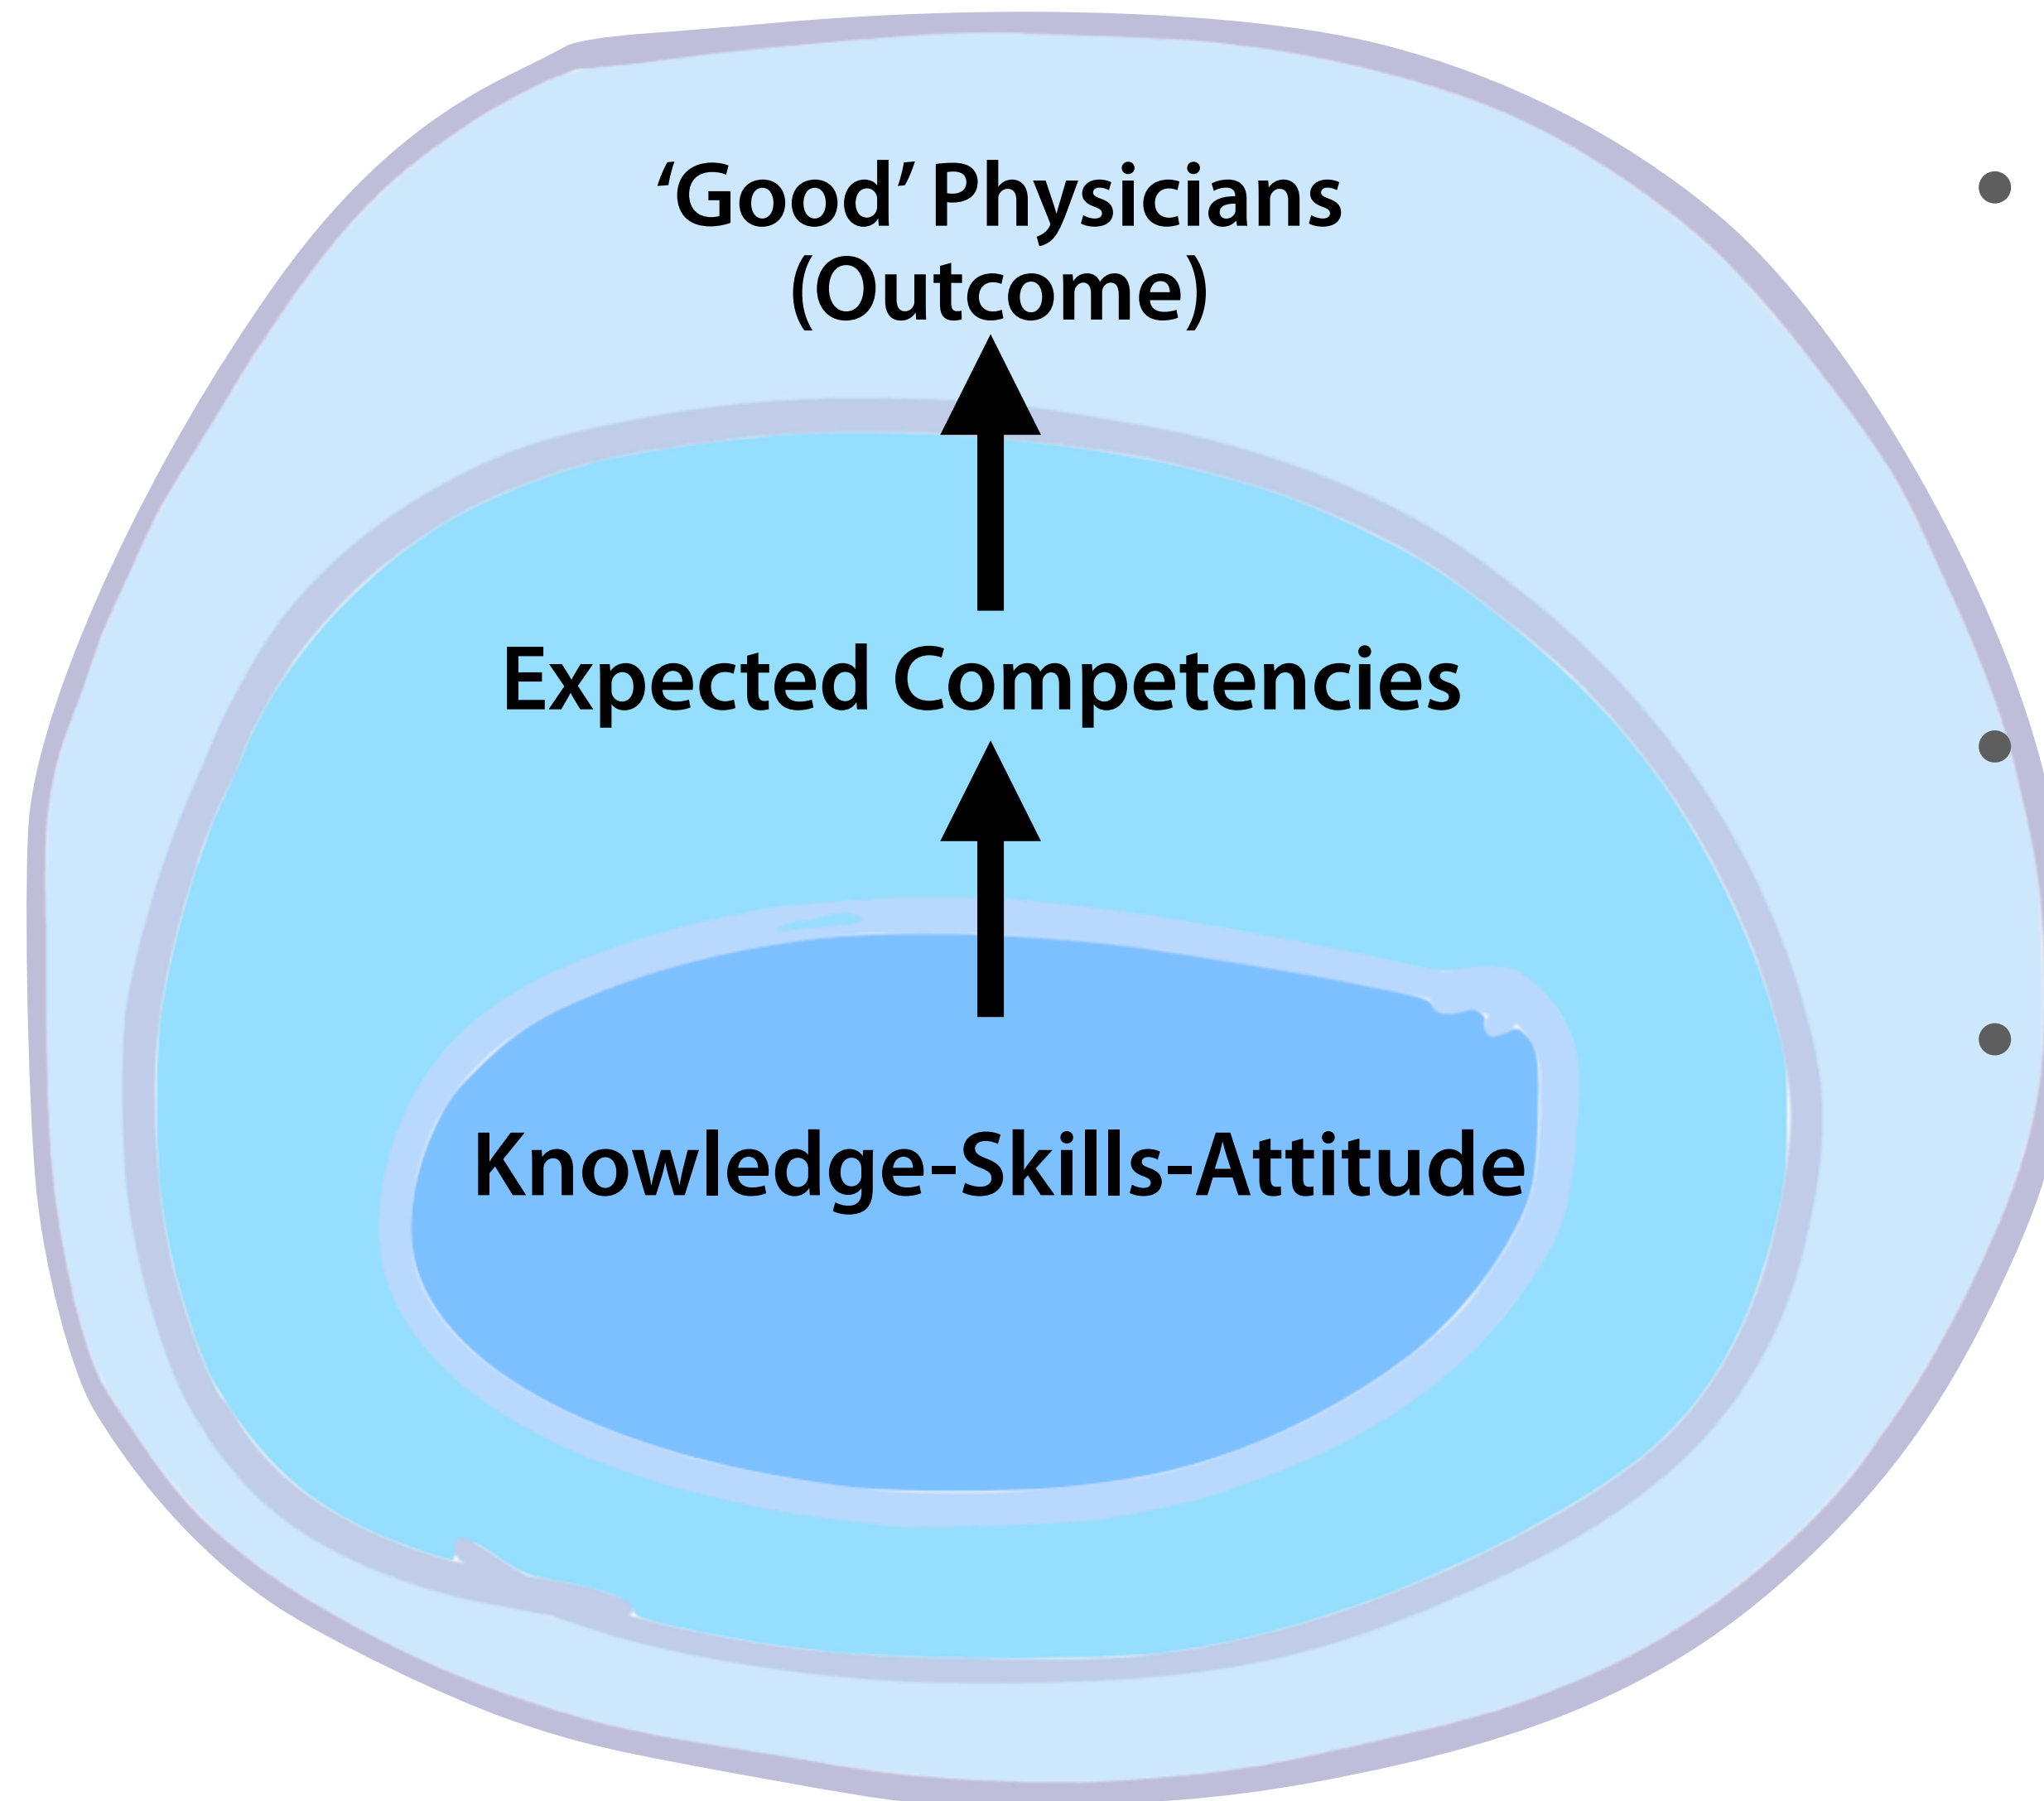 ‘Good’ Physicians
(Outcome)
Expected Competencies
Knowledge-Skills-Attitude